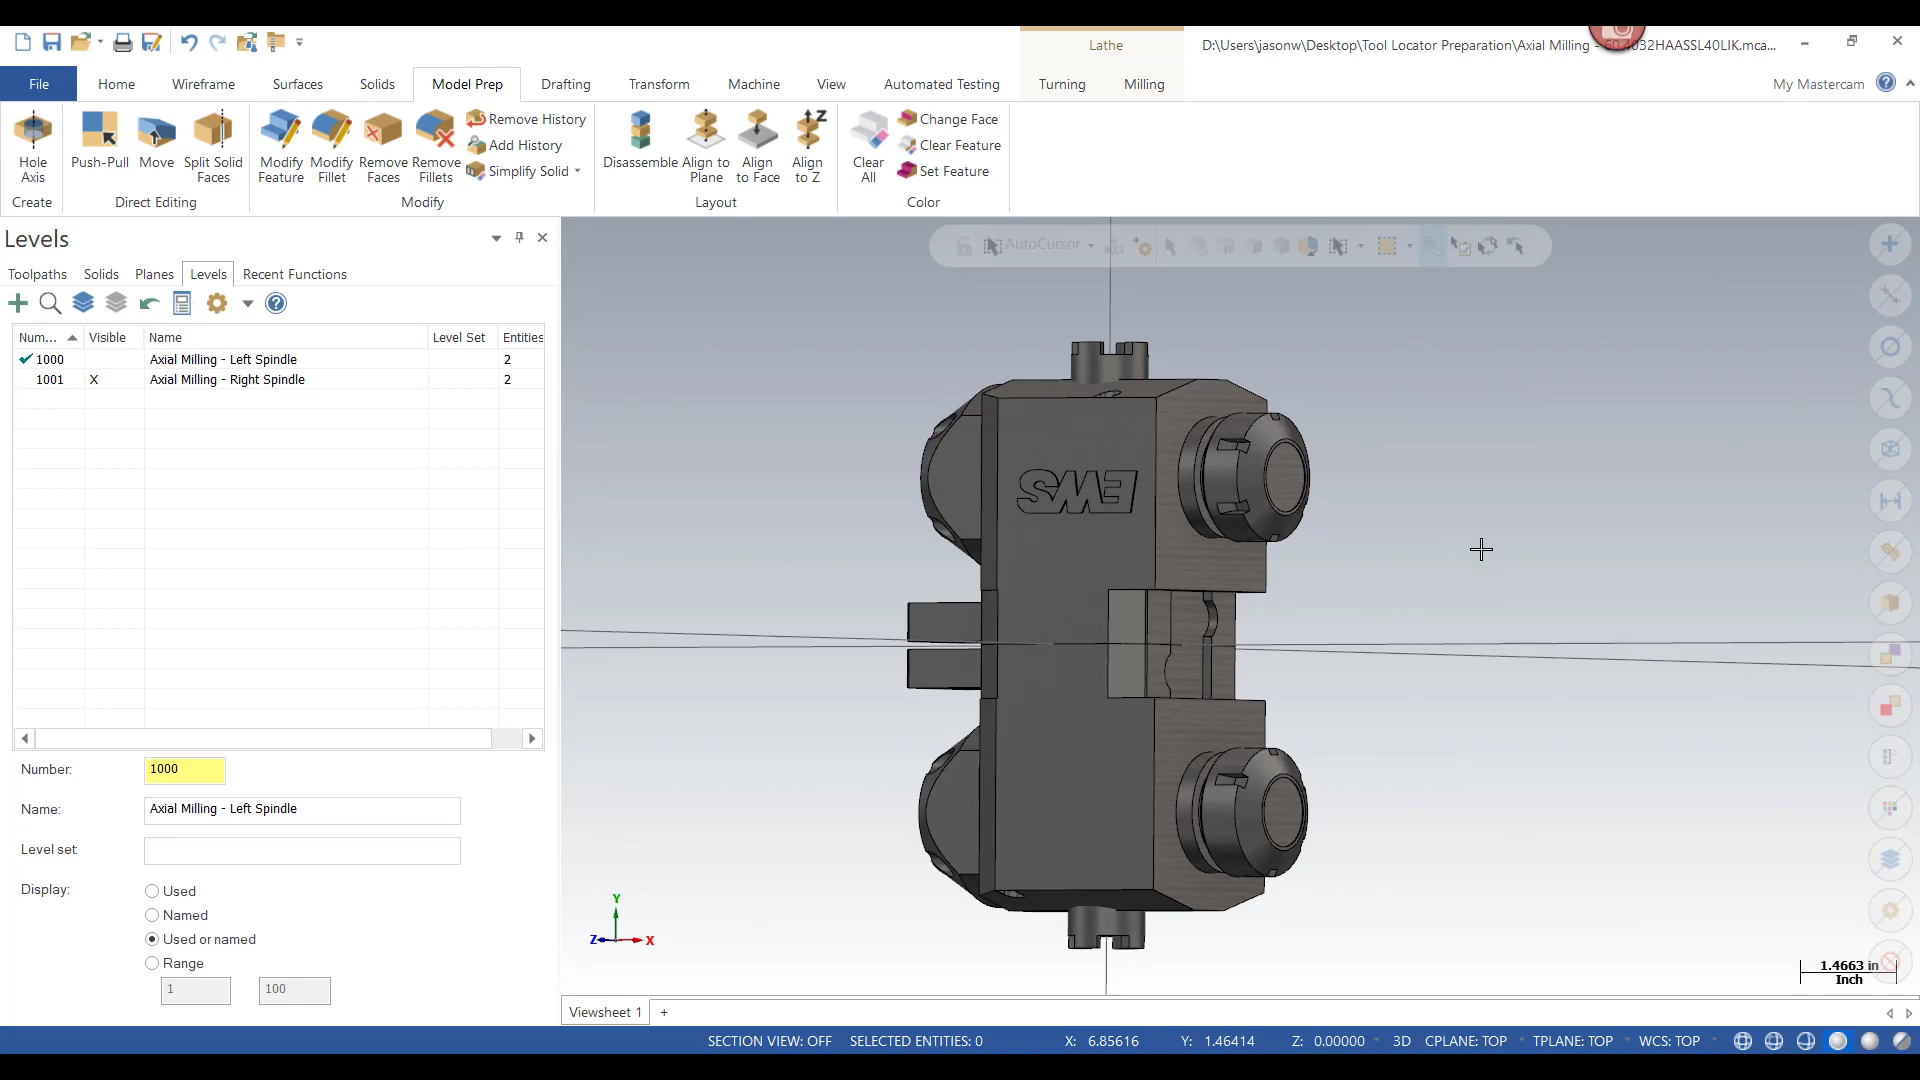 Lathe
D:\Users\jasonw\Desktop\Tool Locator Preparation\Axial Milling - 60.4032HAASSL40LIK.mca...
File Home Wireframe Surfaces Solids Model Prep Drafting Transform Machine View Automated Testing Turning Milling My Mastercam
Hole Axis
Push-Pull
Move
Split Solid Faces
Modify Feature
Modify Fillet
Remove Faces
Remove Fillets
Remove History
Add History
Simplify Solid
Disassemble
Align to Plane
Align to Face
Align to Z
Z
Clear All
Change Face
Clear Feature
Set Feature
Create Direct Editing Modify Layout Color
Levels
AutoCursor
XYZ
Toolpaths Solids Planes Levels Recent Functions
Num... Visible Name Level Set Entities
1000 Axial Milling - Left Spindle 2
1001 X Axial Milling - Right Spindle 2
EWS
Number: 1000
Name: Axial Milling - Left Spindle
Level set:
Display: Used
Named
Used or named
Range
1 100
Y
Z X
1.4663 in
Inch
Viewsheet 1 +
SECTION VIEW: OFF SELECTED ENTITIES: 0 X: 6.85616 Y: 1.46414 Z: 0.00000 3D CPLANE: TOP TPLANE: TOP WCS: TOP